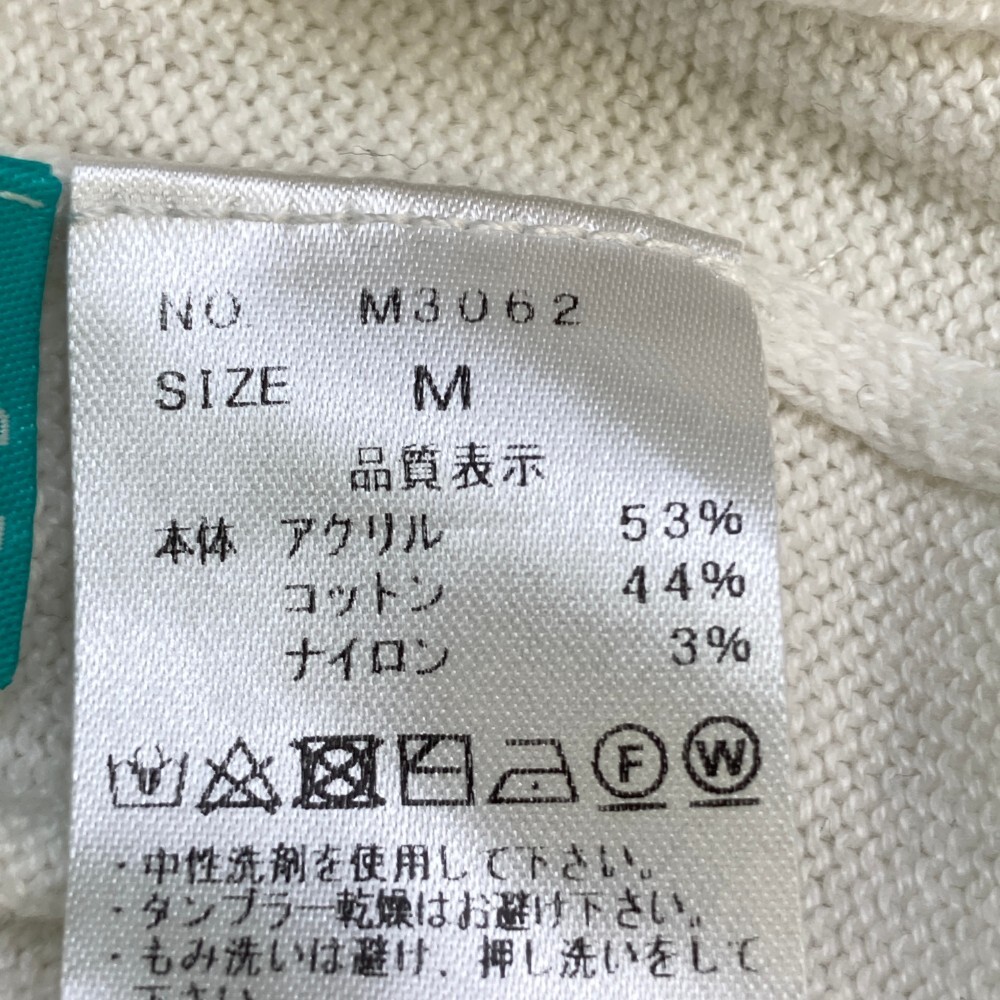 NO. M3062
SIZE M
品質表示
本体 アクリル 53%
コットン 44%
ナイロン 3%
F W
・中性洗剤を使用して下さい。
・タンブラー乾燥はお避け下さい。
・もみ洗いは避け、押し洗いをして
下さい。